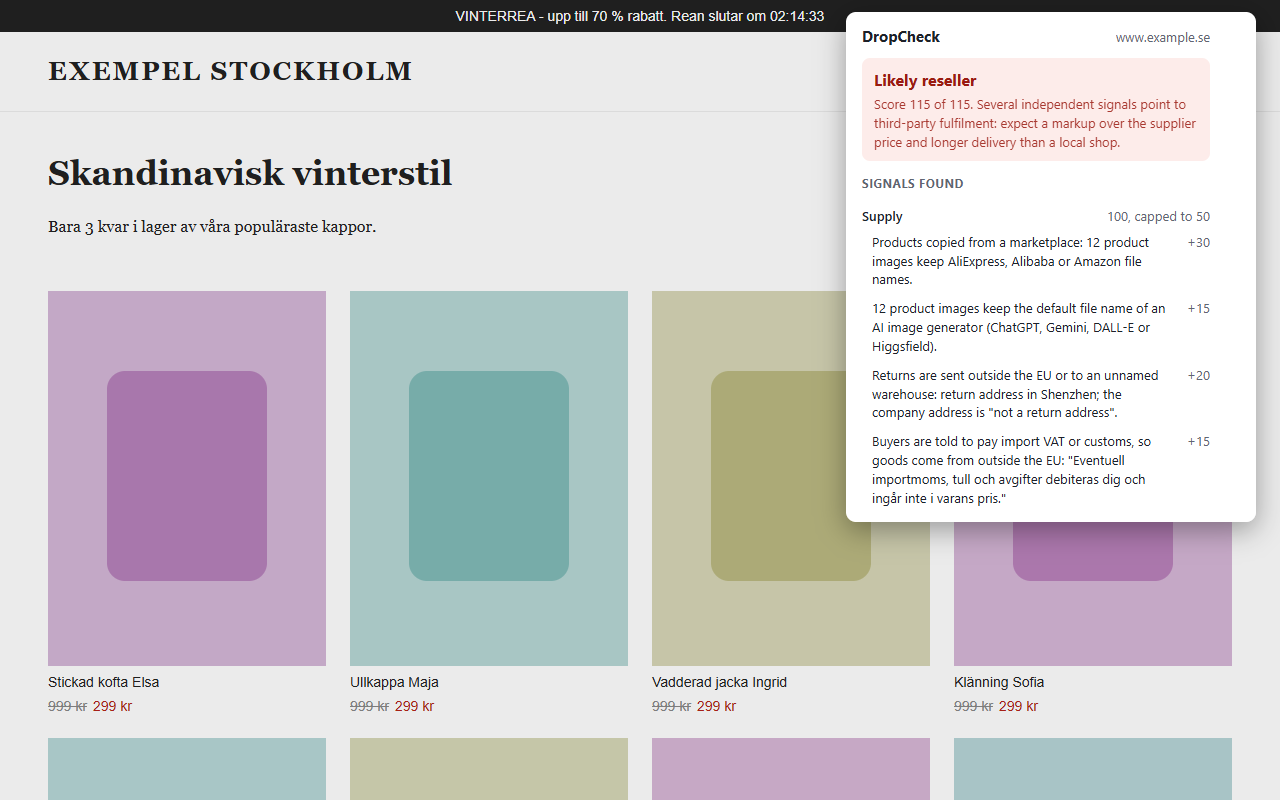 VINTERREA - upp till 70 % rabatt. Rean slutar om 02:14:33
EXEMPEL STOCKHOLM
Skandinavisk vinterstil
Bara 3 kvar i lager av våra populäraste kappor.
DropCheck
www.example.se
Likely reseller
Score 115 of 115. Several independent signals point to
third-party fulfilment: expect a markup over the supplier
price and longer delivery than a local shop.
SIGNALS FOUND
Supply 100, capped to 50
Products copied from a marketplace: 12 product +30
images keep AliExpress, Alibaba or Amazon file
names.
12 product images keep the default file name of an +15
AI image generator (ChatGPT, Gemini, DALL-E or
Higgsfield).
Returns are sent outside the EU or to an unnamed +20
warehouse: return address in Shenzhen; the
company address is "not a return address".
Buyers are told to pay import VAT or customs, so +15
goods come from outside the EU: "Eventuell
importmoms, tull och avgifter debiteras dig och
ingår inte i varans pris."
Stickad kofta Elsa
999 kr 299 kr
Ullkappa Maja
999 kr 299 kr
Vadderad jacka Ingrid
999 kr 299 kr
Klänning Sofia
999 kr 299 kr